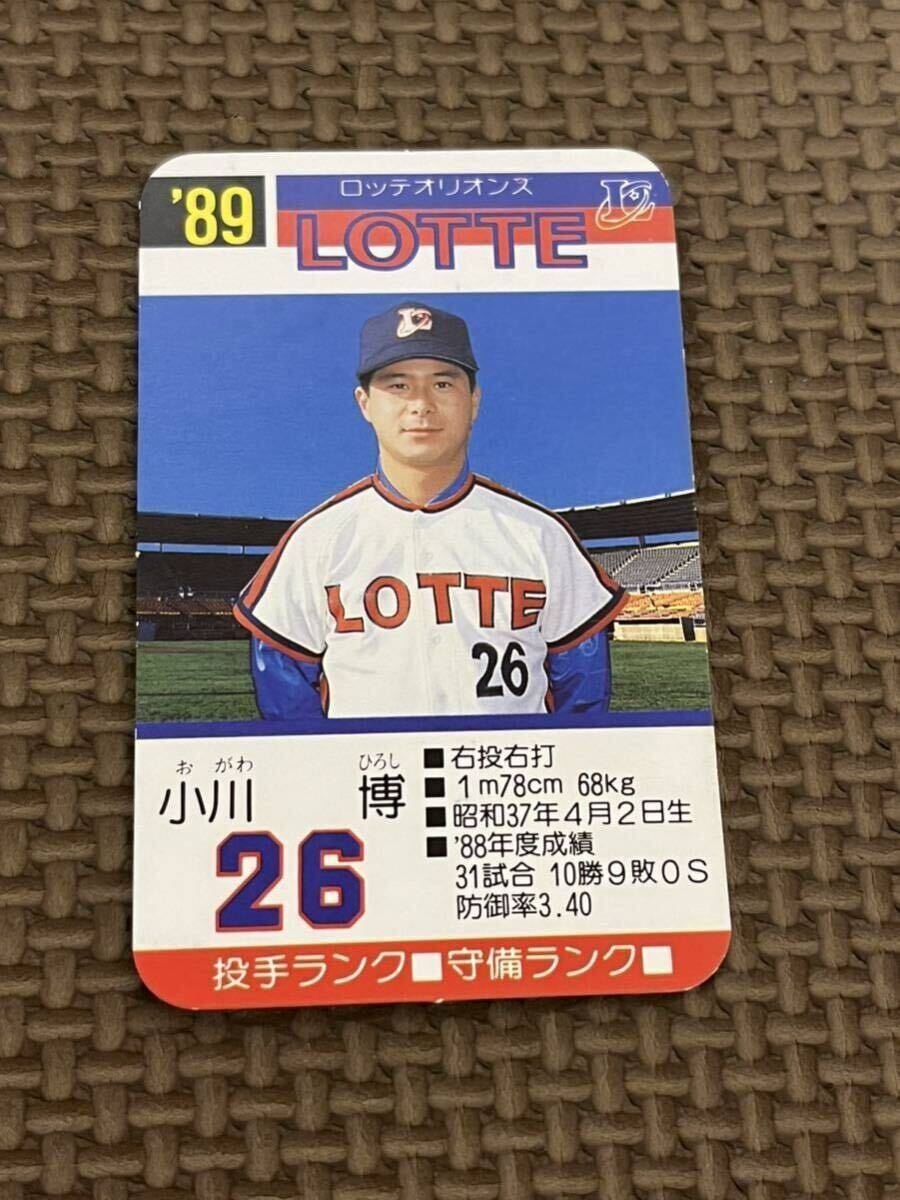 '89
ロッテオリオンズ
LOTTE
LOTTE
26
お がわ ひろし
小川 博
26
■右投右打
■1m78cm 68kg
■昭和37年4月2日生
■'88年度成績
31試合 10勝9敗0S
防御率3.40
投手ランク□守備ランク□